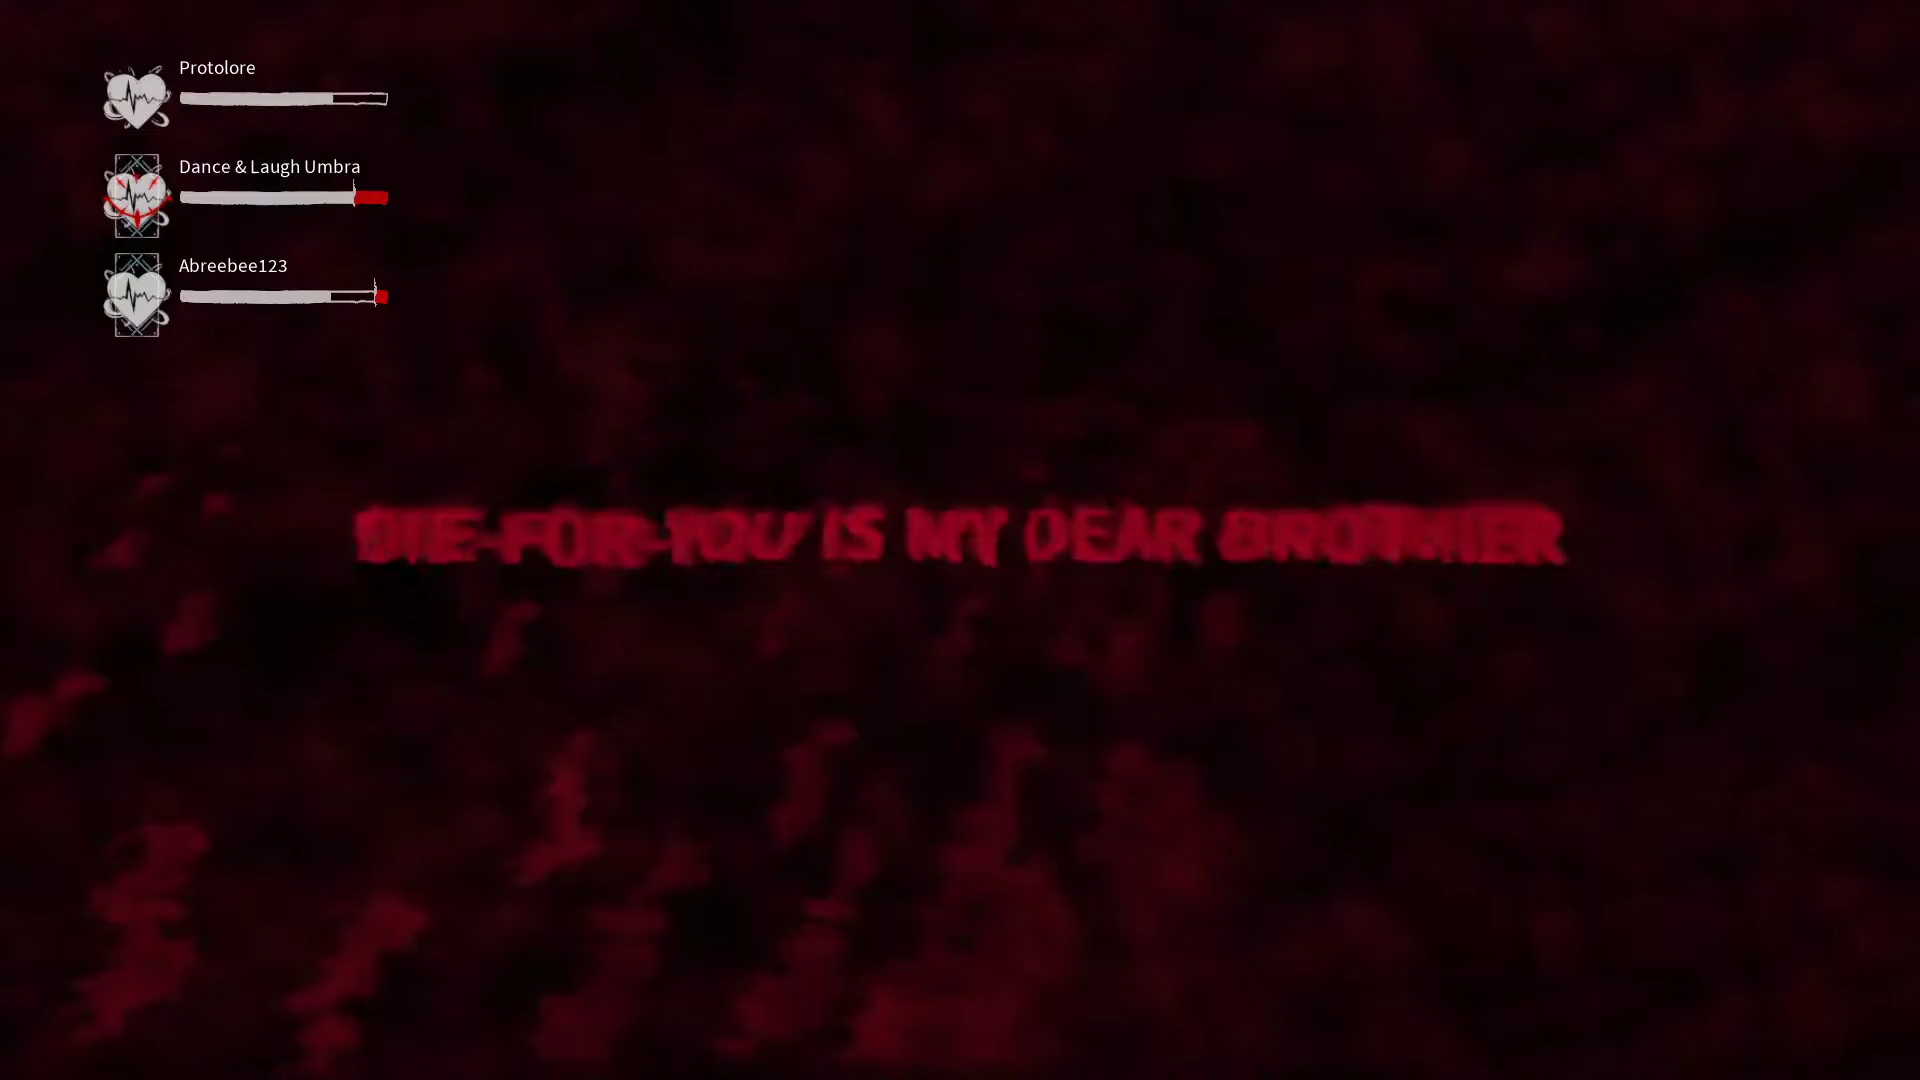 Protolore
Dance & Laugh Umbra
Abreebee123
DIE-FOR-YOU IS MY DEAR BROTHER